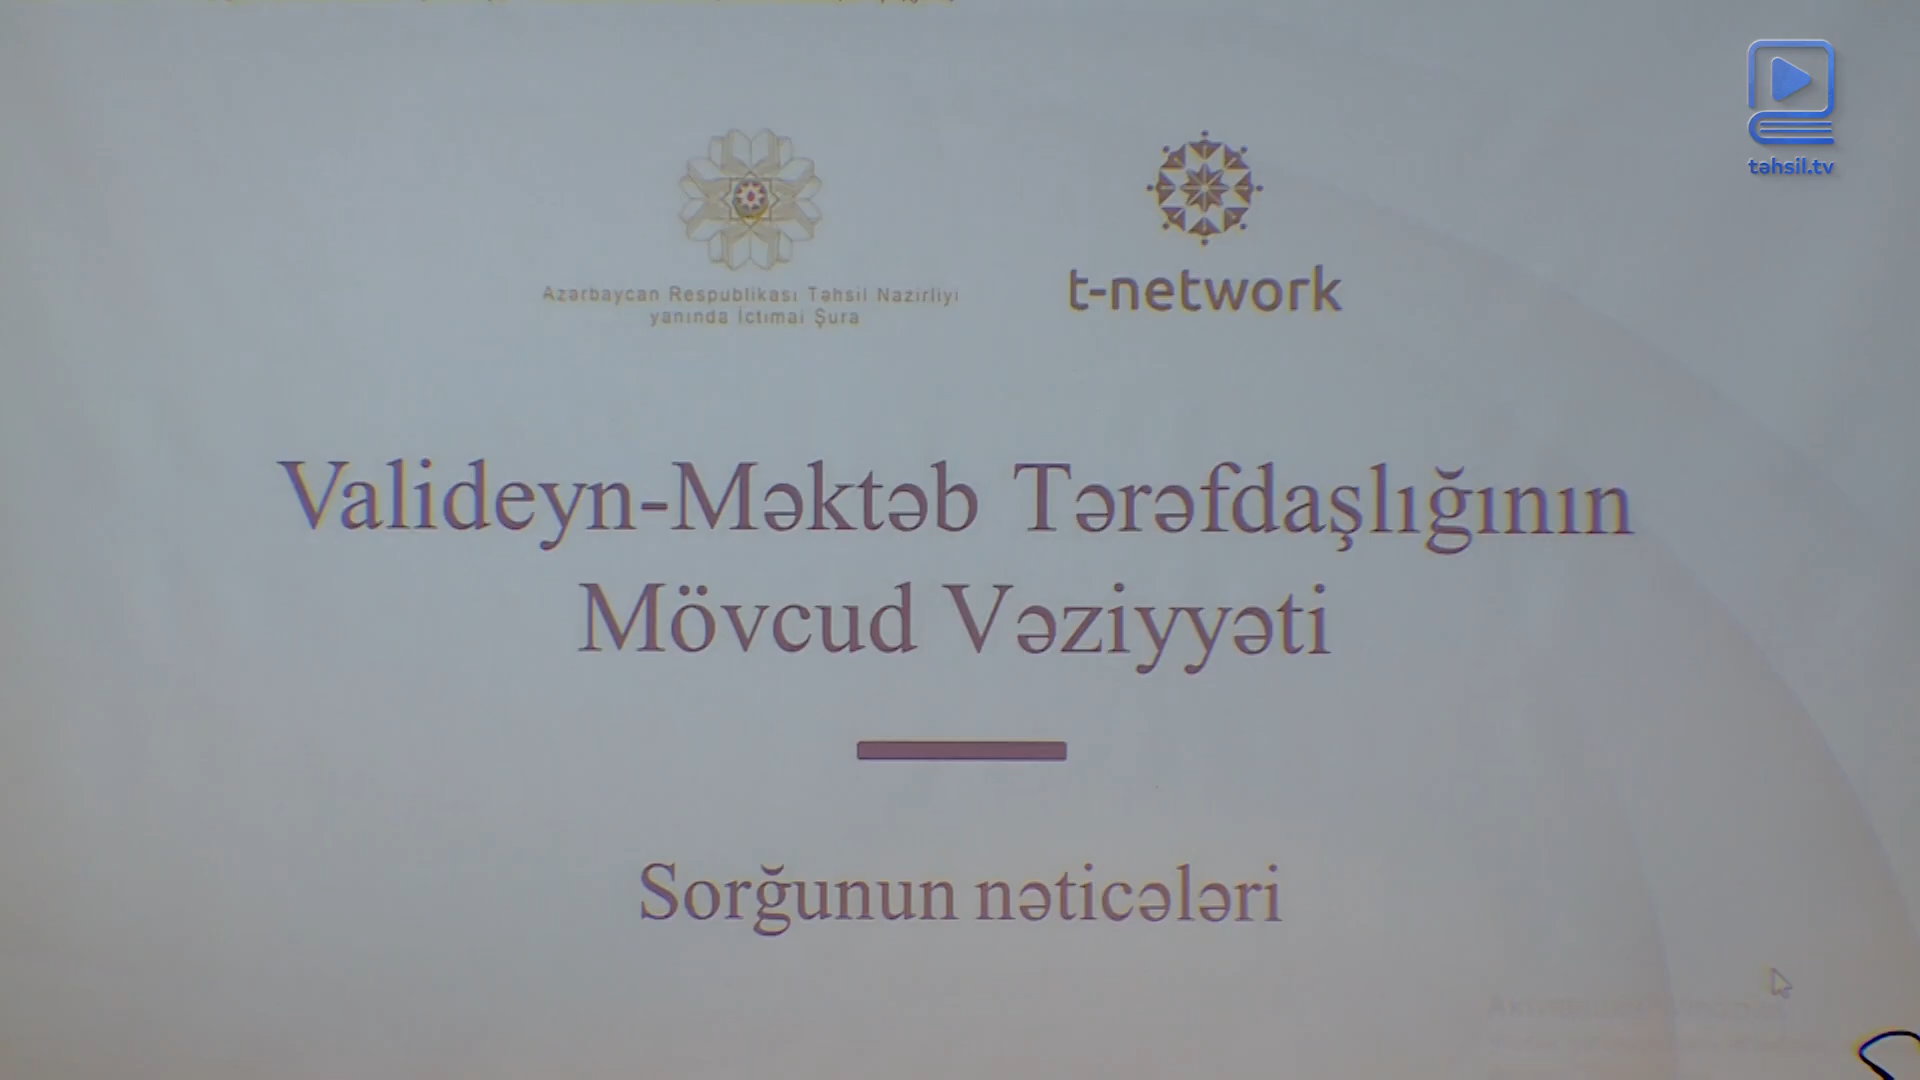 təhsil.tv
Azərbaycan Respublikası Təhsil Nazirliyi
yanında İctimai Şura
t-network
Valideyn-Məktəb Tərəfdaşlığının
Mövcud Vəziyyəti
Sorğunun nəticələri